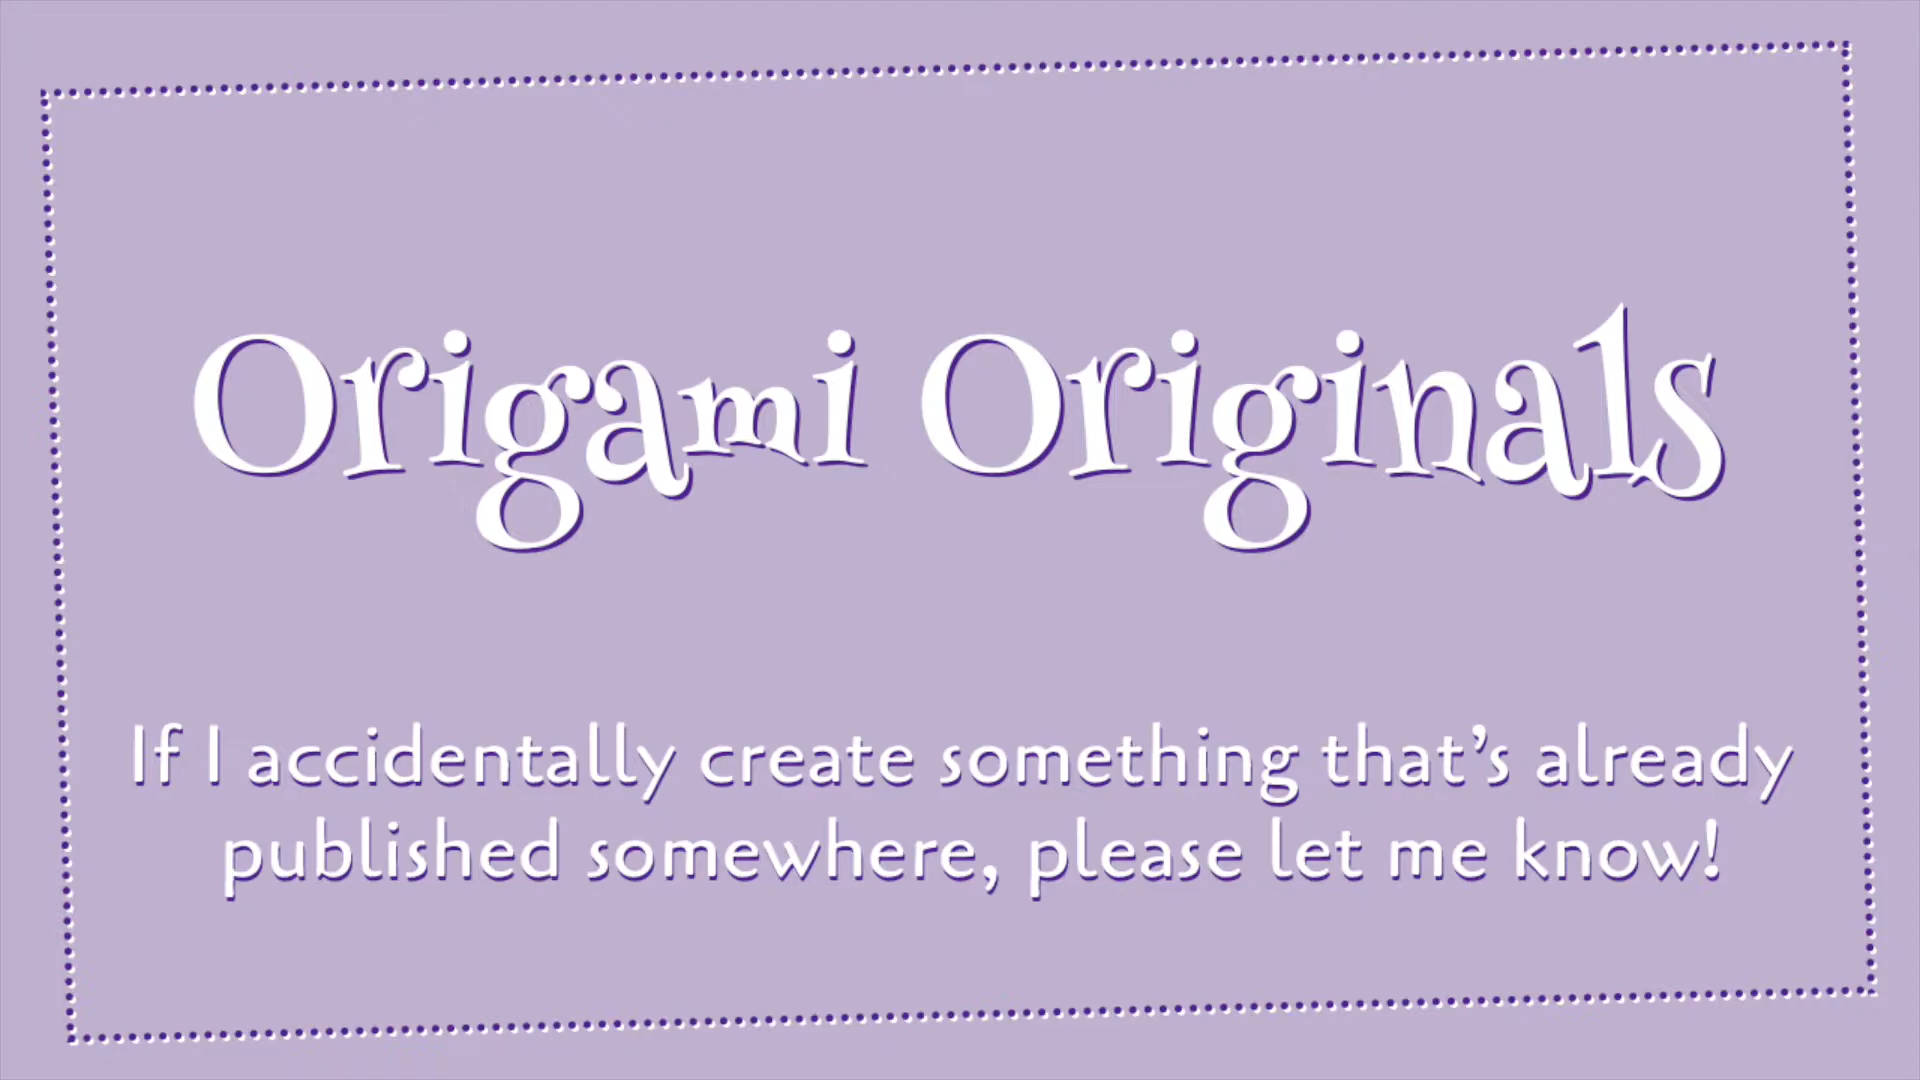 Origami Originals
If I accidentally create something that’s already
published somewhere, please let me know!